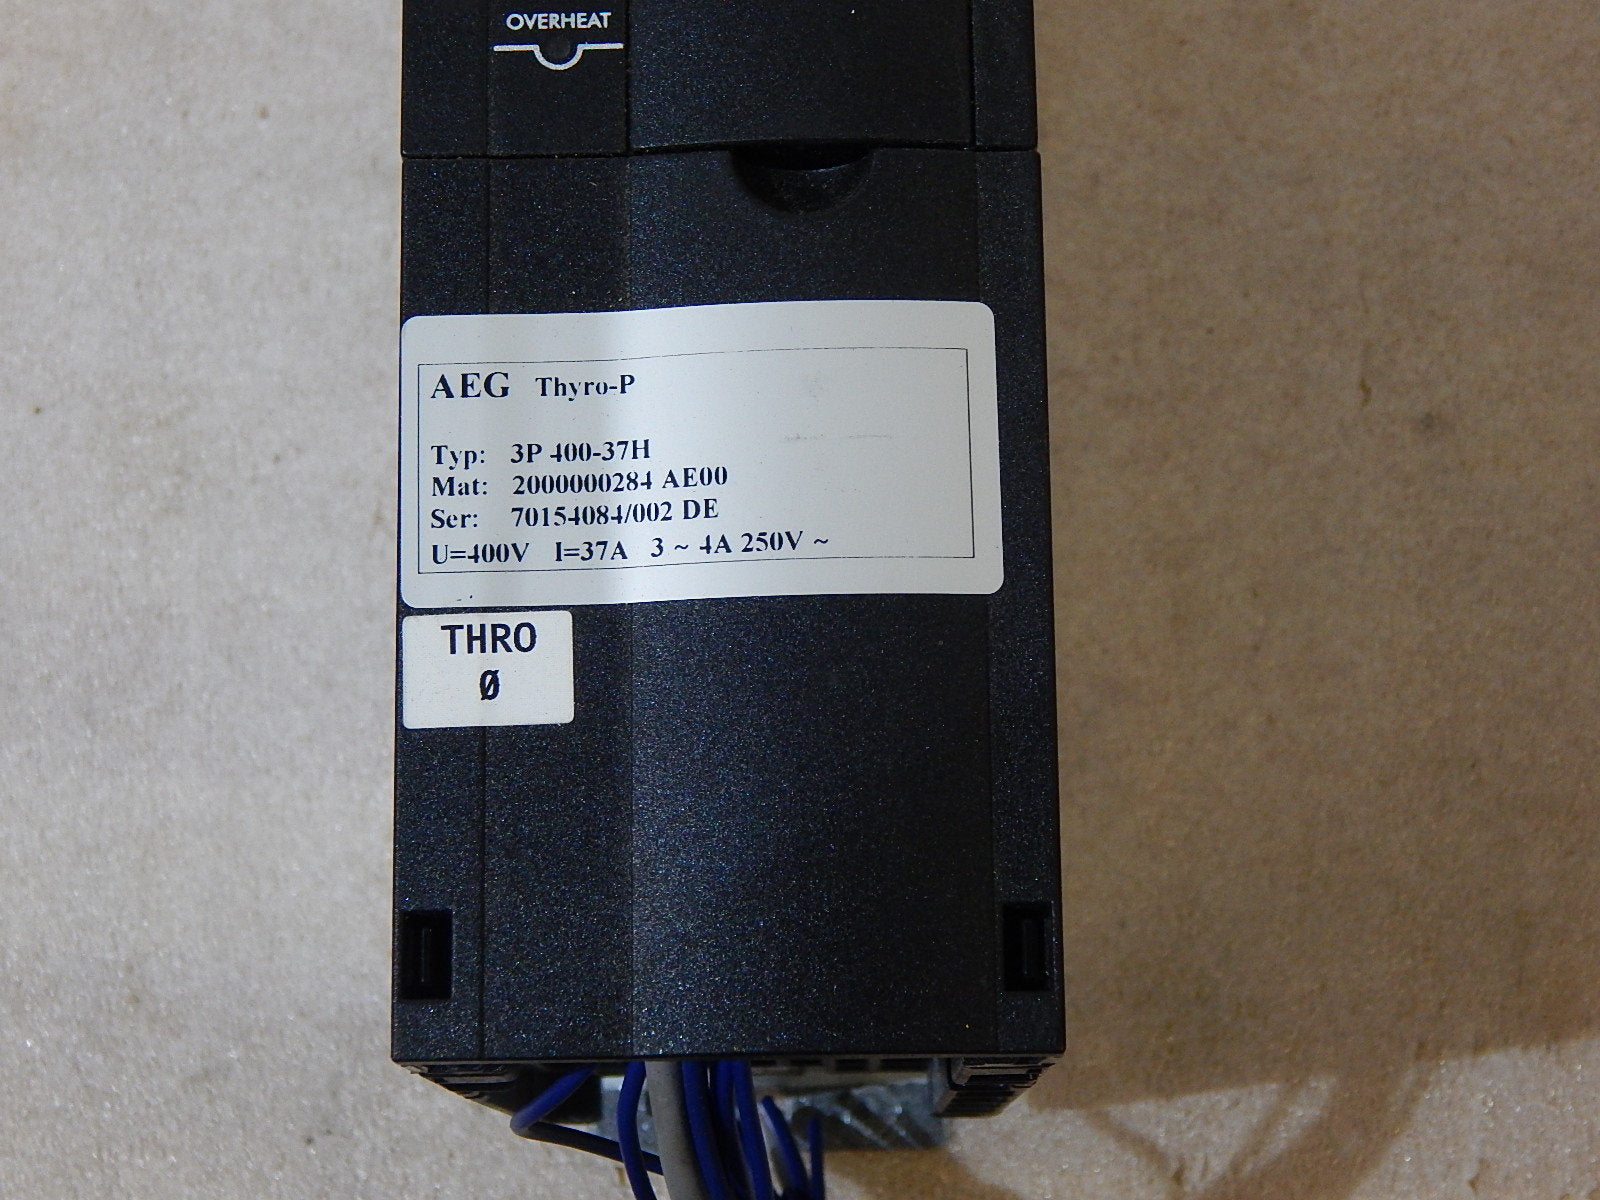 OVERHEAT
AEG Thyro-P
Typ: 3P 400-37H
Mat: 2000000284 AE00
Ser: 70154084/002 DE
U=400V I=37A 3 ~ 4A 250V ~
THRO
Ø